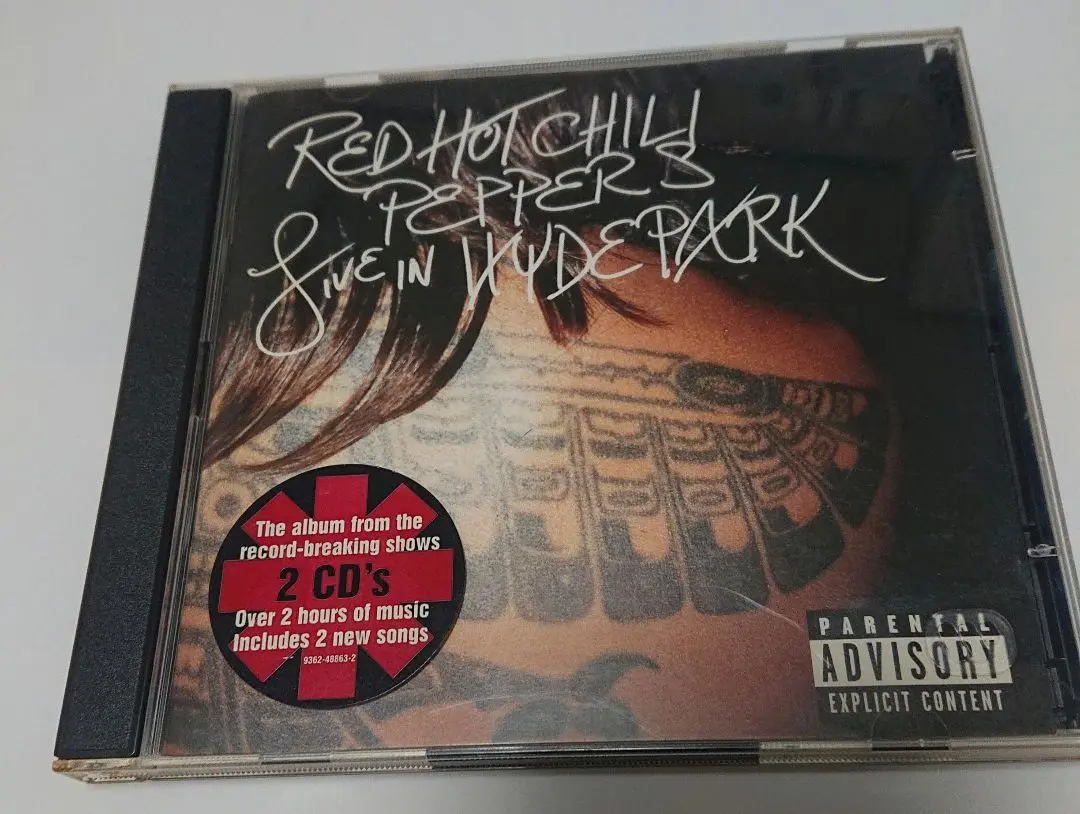 RED HOT CHILI
PEPPERS
LIVE IN HYDE PARK
The album from the
record-breaking shows
2 CD's
Over 2 hours of music
Includes 2 new songs
9362-48863-2
PARENTAL
ADVISORY
EXPLICIT CONTENT